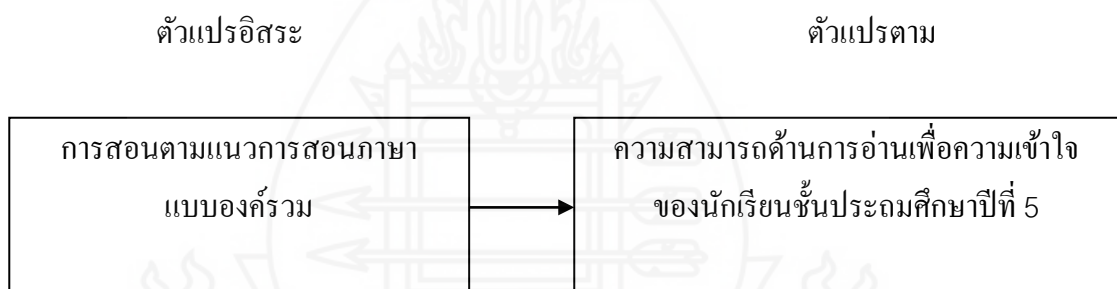 ตัวแปรอิสระ
ตัวแปรตาม
การสอนตามแนวการสอนภาษา
แบบองค์รวม
ความสามารถด้านการอ่านเพื่อความเข้าใจ
ของนักเรียนชั้นประถมศึกษาปีที่ 5